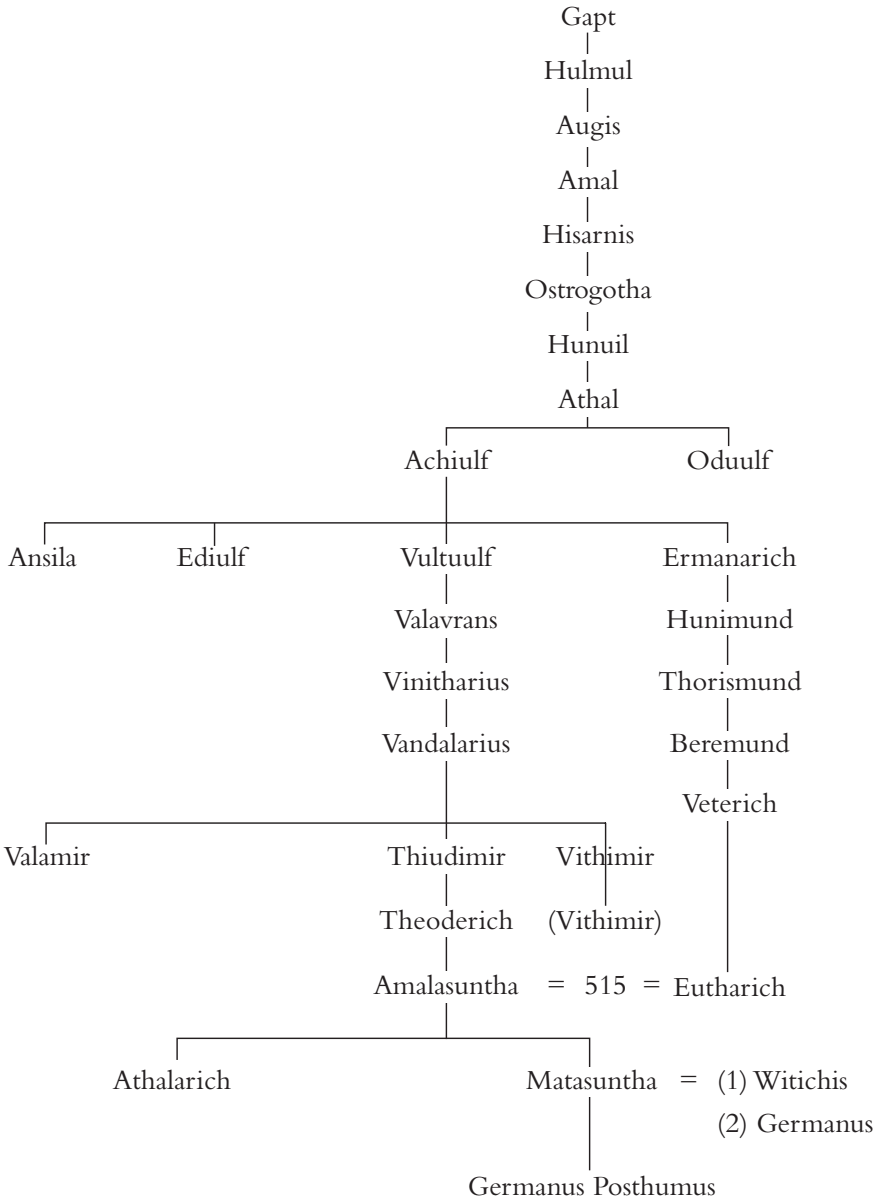 Gapt
Hulmul
Augis
Amal
Hisarnis
Ostrogotha
Hunuil
Athal
Achiulf Oduulf
Ansila Ediulf Vultuulf Ermanarich
Valavrans Hunimund
Vinitharius Thorismund
Vandalarius Beremund
Veterich
Valamir Thiudimir Vithimir
Theoderich (Vithimir)
Amalasuntha = 515 = Eutharich
Athalarich Matasuntha = (1) Witichis
(2) Germanus
Germanus Posthumus